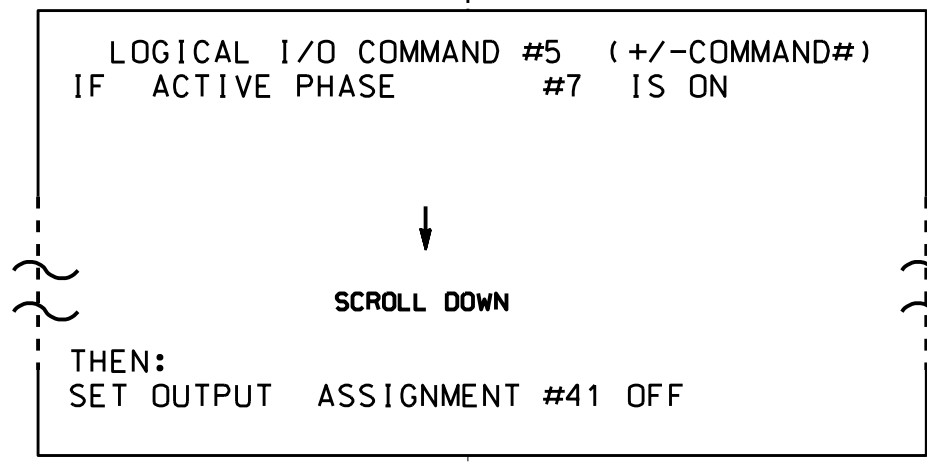 LOGICAL I/O COMMAND #5 (+/-COMMAND#)
IF ACTIVE PHASE #7 IS ON
SCROLL DOWN
THEN:
SET OUTPUT ASSIGNMENT #41 OFF